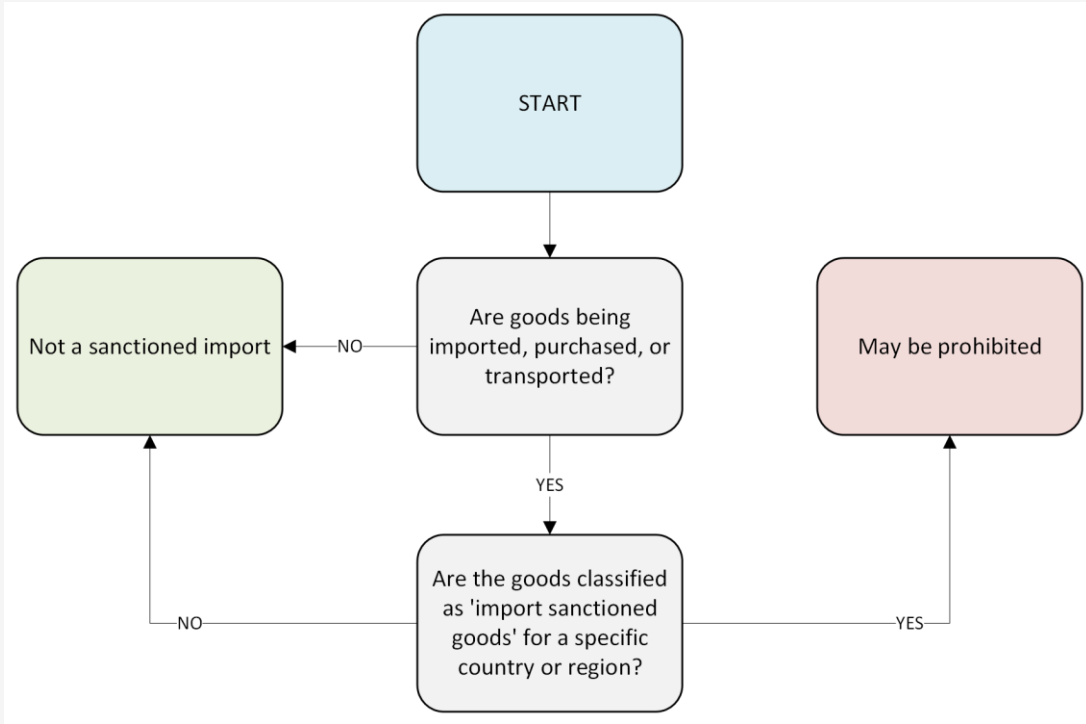 START
Not a sanctioned import
NO
Are goods being
imported, purchased, or
transported?
May be prohibited
YES
Are the goods classified
as 'import sanctioned
goods' for a specific
country or region?
NO
YES